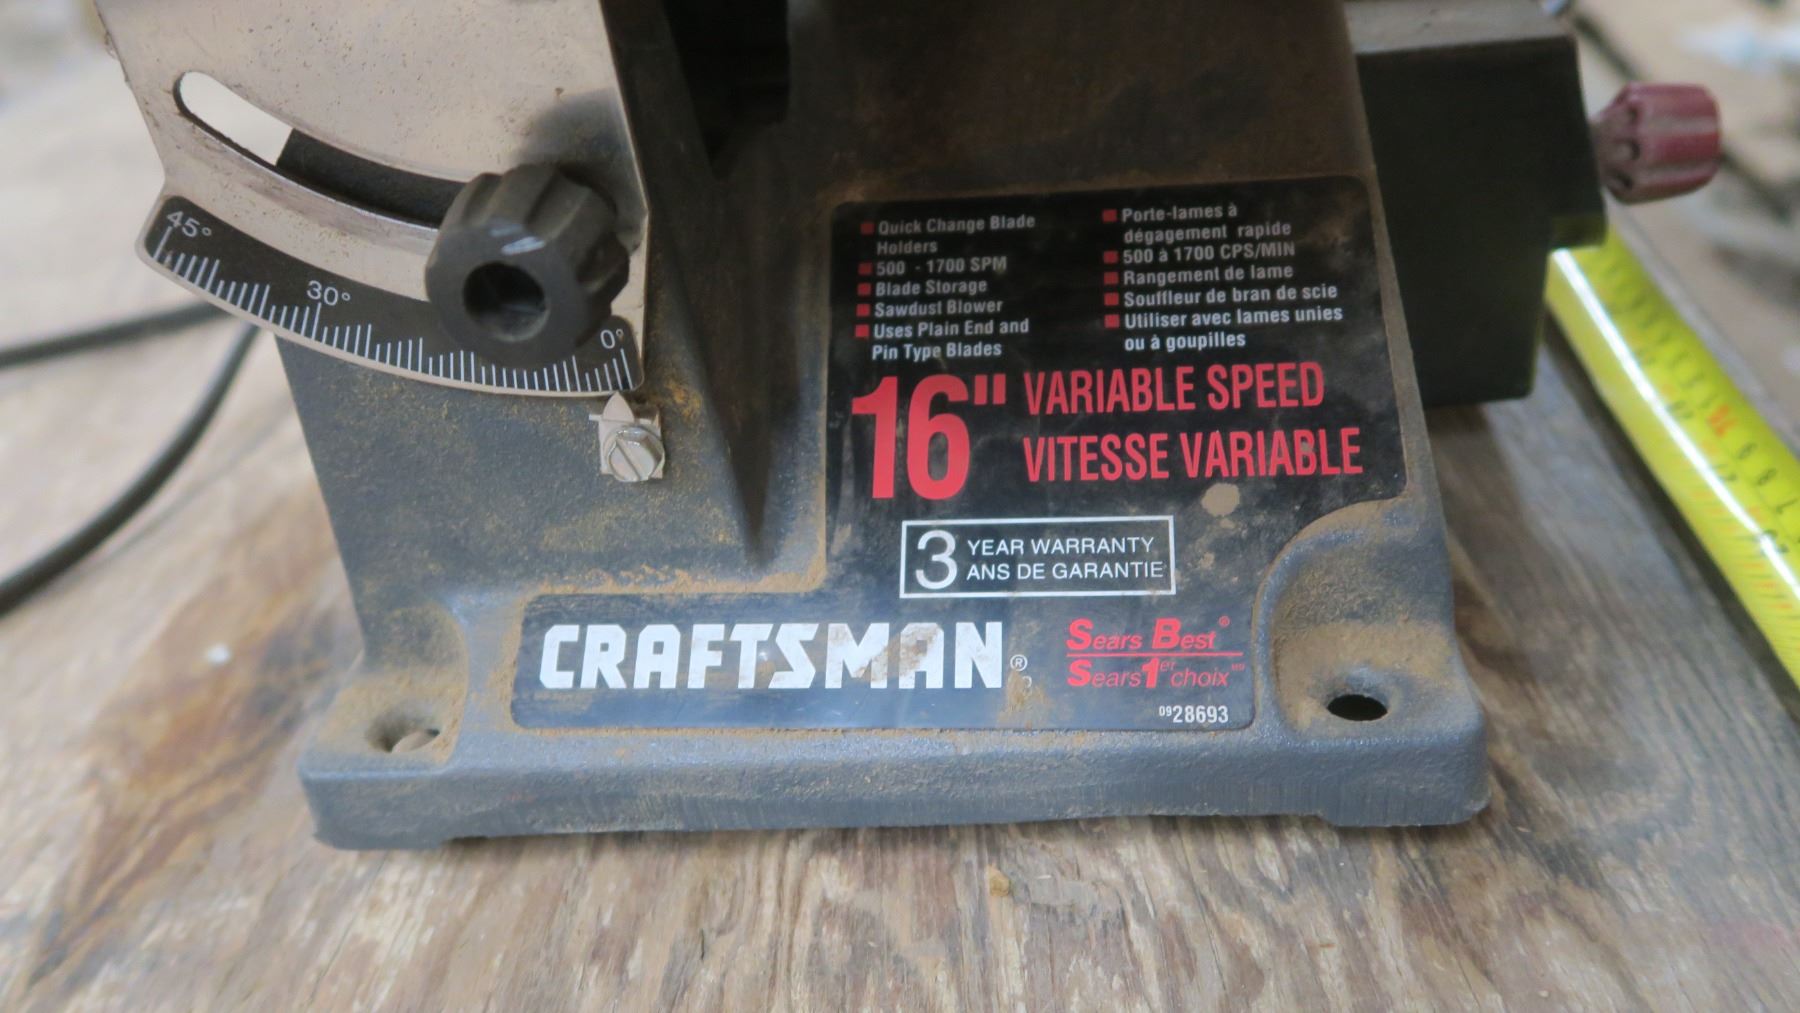 45°
30°
0°
Quick Change Blade
Holders
500 - 1700 SPM
Blade Storage
Sawdust Blower
Uses Plain End and
Pin Type Blades
Porte-lames à
dégagement rapide
500 à 1700 CPS/MIN
Rangement de lame
Souffleur de bran de scie
Utiliser avec lames unies
ou à goupilles
16" VARIABLE SPEED
VITESSE VARIABLE
3 YEAR WARRANTY
ANS DE GARANTIE
CRAFTSMAN®
Sears Best®
Sears 1er choix MD
0928693